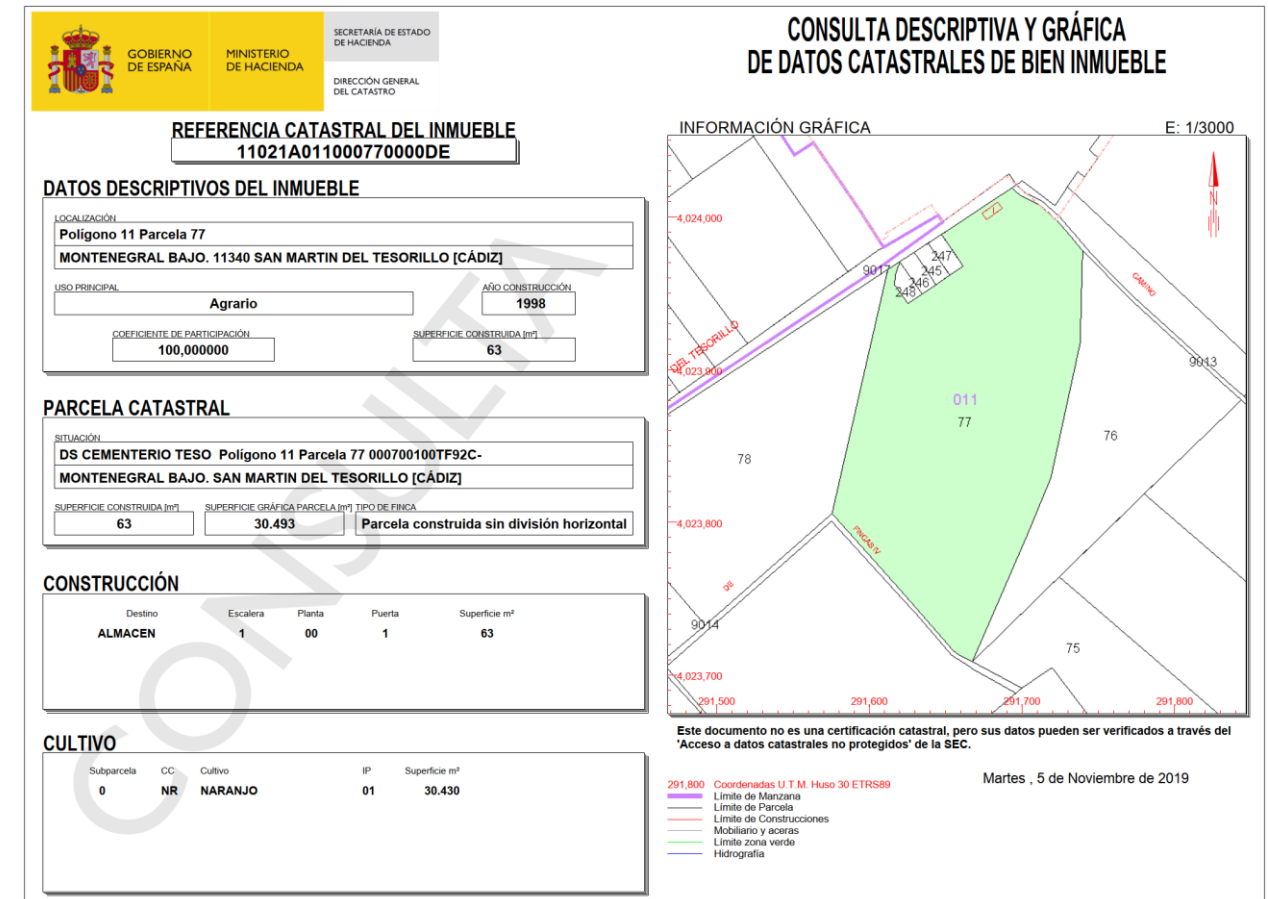 GOBIERNO
DE ESPAÑA
MINISTERIO
DE HACIENDA
SECRETARÍA DE ESTADO
DE HACIENDA
DIRECCIÓN GENERAL
DEL CATASTRO
CONSULTA DESCRIPTIVA Y GRÁFICA
DE DATOS CATASTRALES DE BIEN INMUEBLE
REFERENCIA CATASTRAL DEL INMUEBLE
11021A011000770000DE
DATOS DESCRIPTIVOS DEL INMUEBLE
LOCALIZACIÓN
Polígono 11 Parcela 77
MONTENEGRAL BAJO. 11340 SAN MARTIN DEL TESORILLO [CÁDIZ]
USO PRINCIPAL
Agrario
AÑO CONSTRUCCIÓN
1998
COEFICIENTE DE PARTICIPACIÓN
100,000000
SUPERFICIE CONSTRUIDA [m²]
63
PARCELA CATASTRAL
SITUACIÓN
DS CEMENTERIO TESO Polígono 11 Parcela 77 000700100TF92C-
MONTENEGRAL BAJO. SAN MARTIN DEL TESORILLO [CÁDIZ]
SUPERFICIE CONSTRUIDA [m²]
63
SUPERFICIE GRÁFICA PARCELA [m²]
30.493
TIPO DE FINCA
Parcela construida sin división horizontal
CONSTRUCCIÓN
Destino Escalera Planta Puerta Superficie m²
ALMACEN 1 00 1 63
CULTIVO
Subparcela CC Cultivo IP Superficie m²
0 NR NARANJO 01 30.430
CONSULTA
INFORMACIÓN GRÁFICA E: 1/3000
N
4,024,000
247
9017
245
246
248
CAMINO
DEL TESORILLO
4,023,900
9013
011
77
76
78
4,023,800
FINCAS IV
DS
9014
75
4,023,700
291,500 291,600 291,700 291,800
Este documento no es una certificación catastral, pero sus datos pueden ser verificados a través del
'Acceso a datos catastrales no protegidos' de la SEC.
Martes , 5 de Noviembre de 2019
291,800 Coordenadas U.T.M. Huso 30 ETRS89
Límite de Manzana
Límite de Parcela
Límite de Construcciones
Mobiliario y aceras
Límite zona verde
Hidrografía